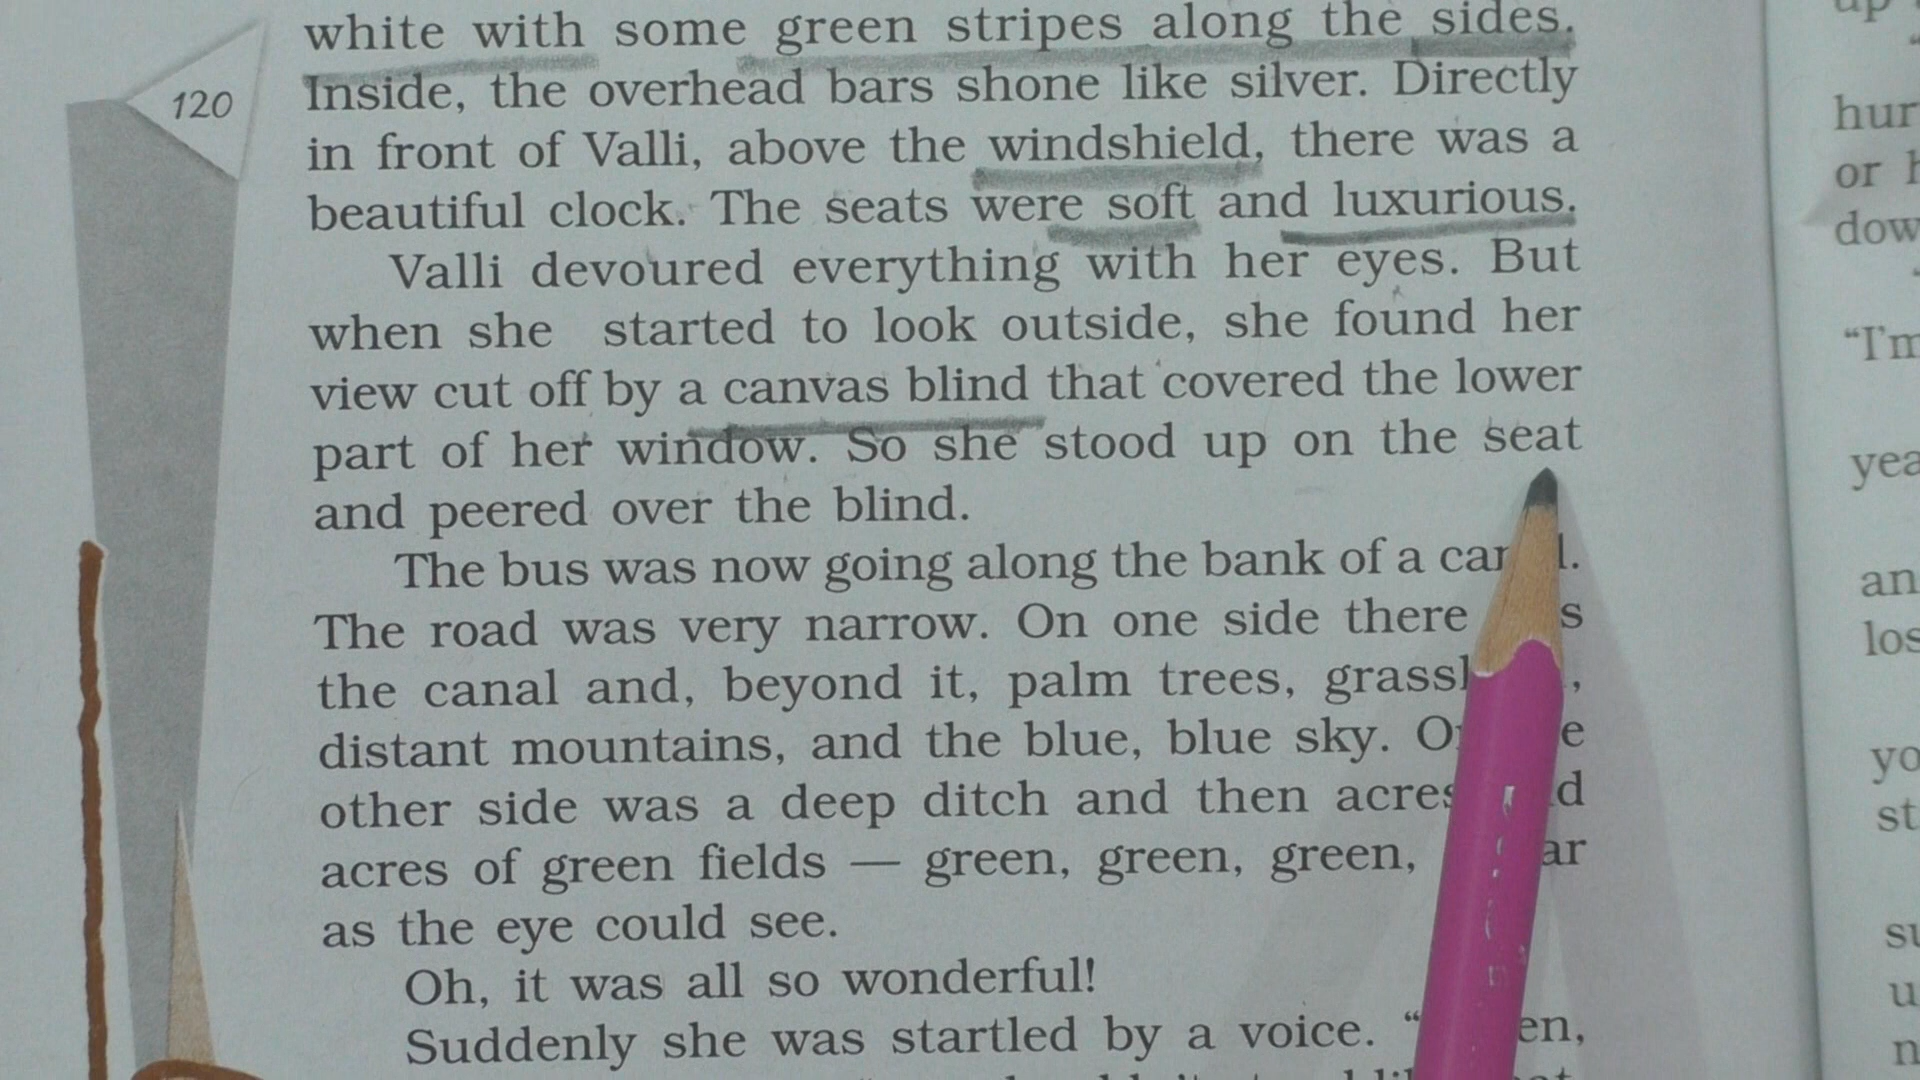 white with some green stripes along the sides.
Inside, the overhead bars shone like silver. Directly
120
in front of Valli, above the windshield, there was a
beautiful clock. The seats were soft and luxurious.
Valli devoured everything with her eyes. But
when she started to look outside, she found her
view cut off by a canvas blind that covered the lower
part of her window. So she stood up on the seat
and peered over the blind.
The bus was now going along the bank of a
The road was very narrow. On one side there
the canal and, beyond it, palm trees,
distant mountains, and the blue, blue sky.
other side was a deep ditch and then acres
acres of green fields — green, green, green,
as the eye could see.
Oh, it was all so wonderful!
Suddenly she was startled by a voice.
hur
or
dow
"I'm
yea
an
los
yo
st
su
u
n